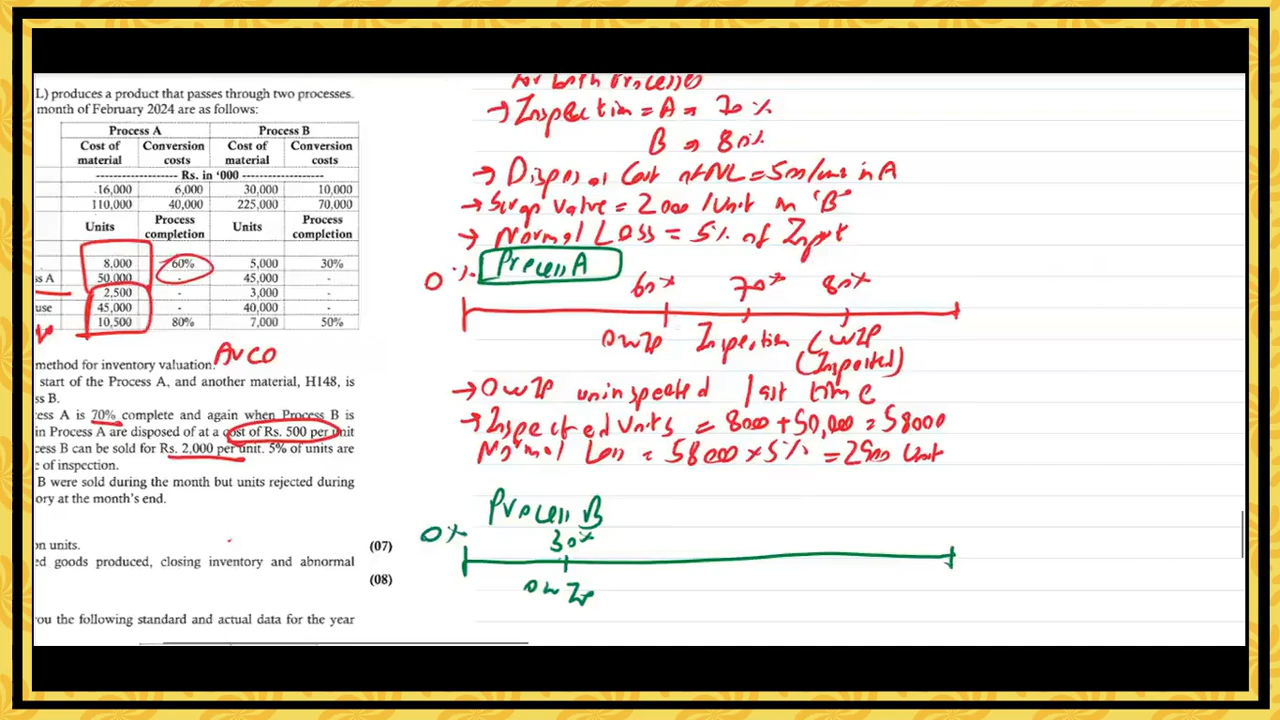 L) produces a product that passes through two processes.
month of February 2024 are as follows:
Process A Process B
Cost of material Conversion costs Cost of material Conversion costs
-------------------- Rs. in '000 --------------------
16,000 6,000 30,000 10,000
110,000 40,000 225,000 70,000
Units Process completion Units Process completion
8,000 60% 5,000 30%
ss A 50,000 - 45,000 -
2,500 - 3,000 -
use 45,000 - 40,000 -
10,500 80% 7,000 50%
method for inventory valuation.
AVCO
start of the Process A, and another material, H148, is
ss B.
cess A is 70% complete and again when Process B is
in Process A are disposed of at a cost of Rs. 500 per unit
cess B can be sold for Rs. 2,000 per unit. 5% of units are
e of inspection.
B were sold during the month but units rejected during
ory at the month's end.
on units. (07)
ed goods produced, closing inventory and abnormal
(08)
ou the following standard and actual data for the year
for both Processes
→ Inspection = A = 70%
B = 80%
→ Disposal Cost of NL = 500/unit in A
→ Scrap value = 2000/Unit in "B"
→ Normal Loss = 5% of Input
Process A
0% 60% 70% 80%
OWIP Inspection CWIP
(Inspected)
→ OWIP uninspected last time
→ Inspected Units = 8000 + 50,000 = 58000
Normal Loss = 58000 x 5% = 2900 Unit
Process B
0% 30%
OWIP